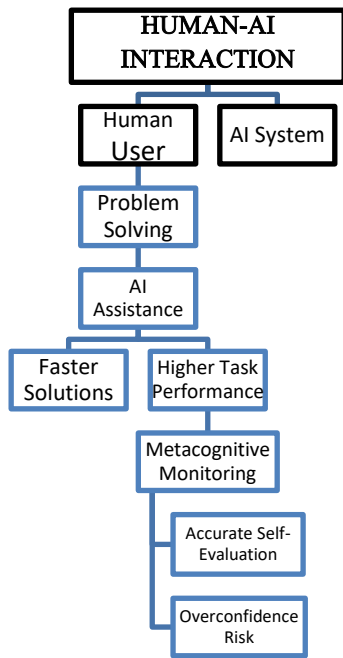 HUMAN-AI
INTERACTION
Human
User
AI System
Problem
Solving
AI
Assistance
Faster
Solutions
Higher Task
Performance
Metacognitive
Monitoring
Accurate Self-
Evaluation
Overconfidence
Risk